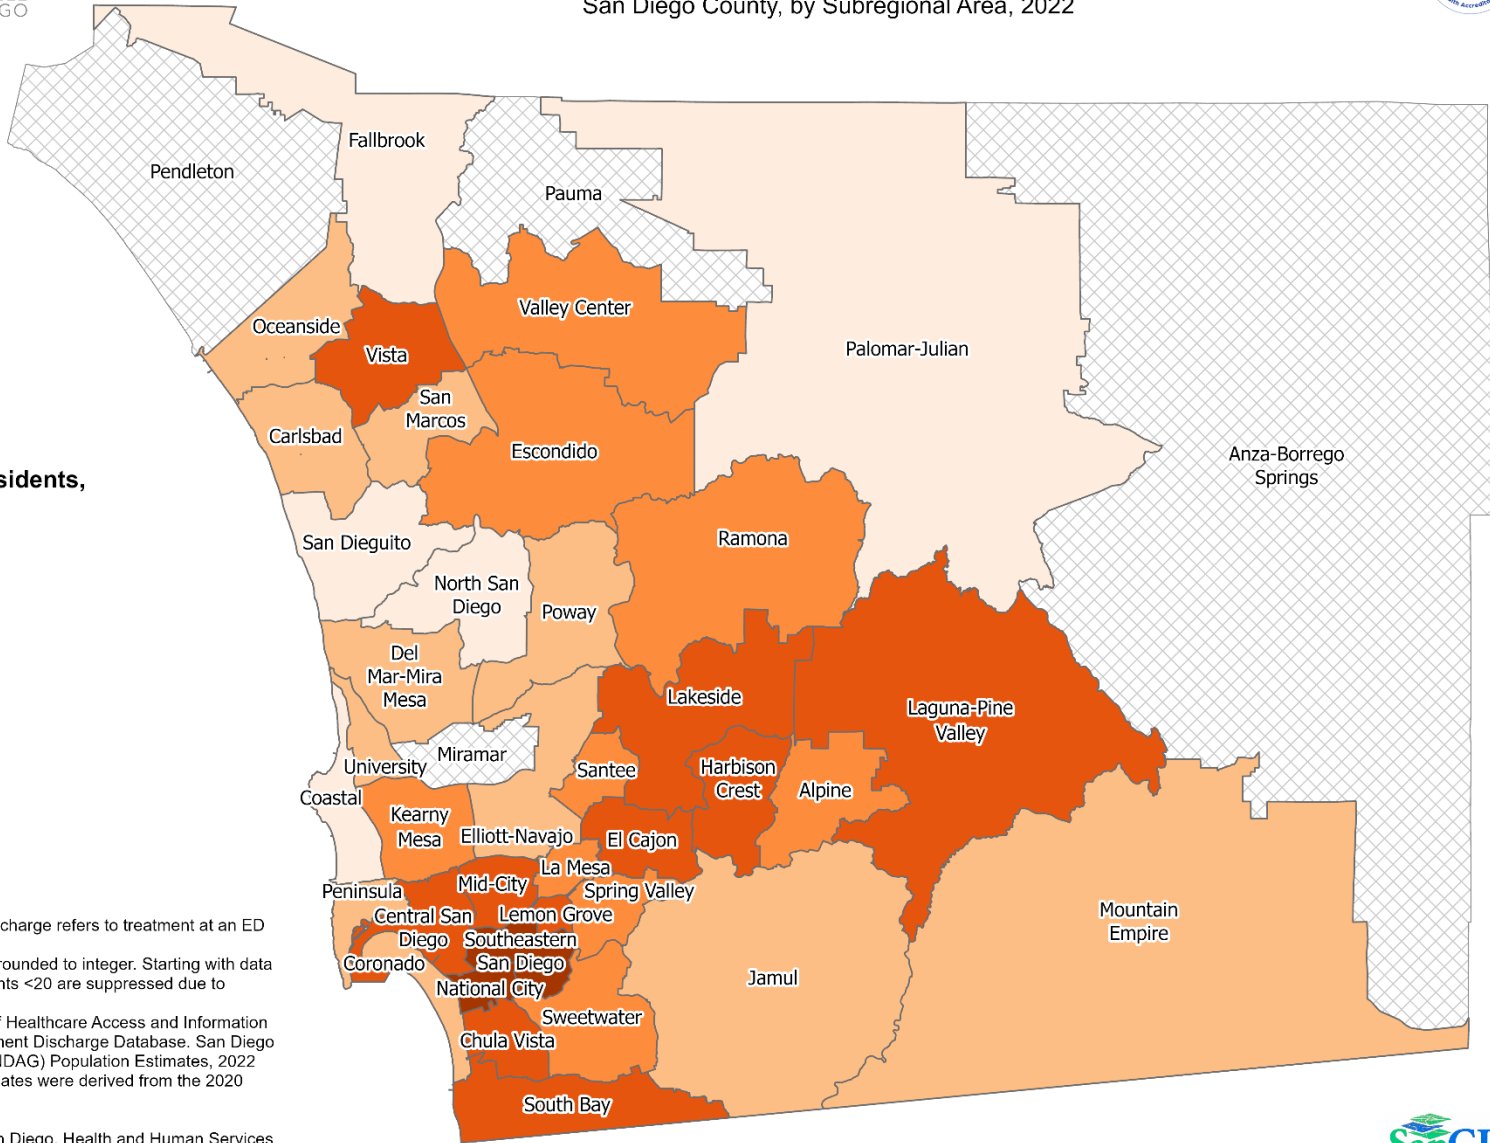 GO
San Diego County, by Subregional Area, 2022
Fallbrook
Pendleton
Pauma
Valley Center
Oceanside
Vista
Palomar-Julian
San
Marcos
Carlsbad
Escondido
Anza-Borrego
Springs
sidents,
San Dieguito
Ramona
North San
Diego
Poway
Del
Mar-Mira
Mesa
Lakeside
Laguna-Pine
Valley
Miramar
University
Santee
Harbison
Crest
Alpine
Coastal
Kearny
Mesa
Elliott-Navajo
El Cajon
La Mesa
Peninsula
Mid-City
Spring Valley
Central San
Diego
Lemon Grove
Southeastern
San Diego
Coronado
National City
Mountain
Empire
Jamul
Sweetwater
Chula Vista
South Bay
charge refers to treatment at an ED
rounded to integer. Starting with data
nts <20 are suppressed due to
f Healthcare Access and Information
ment Discharge Database. San Diego
NDAG) Population Estimates, 2022
ates were derived from the 2020
n Diego, Health and Human Services